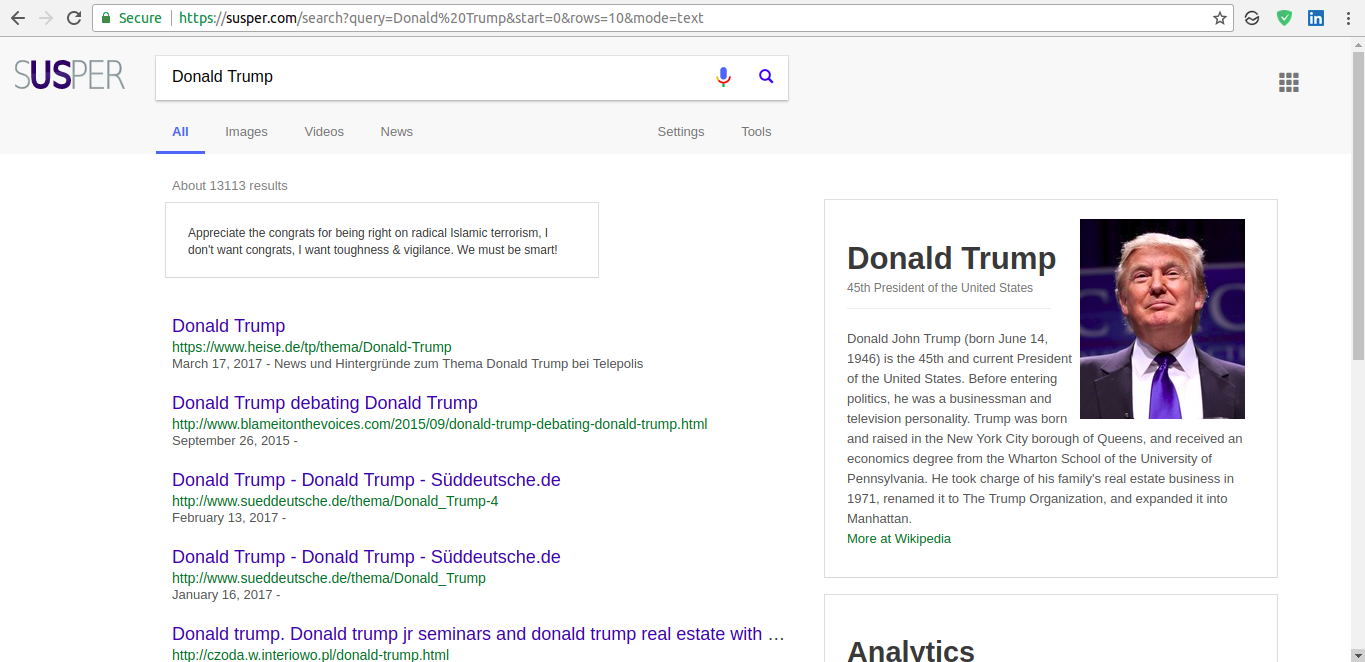 Secure
https://susper.com/search?query=Donald%20Trump&start=0&rows=10&mode=text
SUSPER
Donald Trump
All Images Videos News Settings Tools
About 13113 results
Appreciate the congrats for being right on radical Islamic terrorism, I
don't want congrats, I want toughness & vigilance. We must be smart!
Donald Trump
https://www.heise.de/tp/thema/Donald-Trump
March 17, 2017 - News und Hintergründe zum Thema Donald Trump bei Telepolis
Donald Trump debating Donald Trump
http://www.blameitonthevoices.com/2015/09/donald-trump-debating-donald-trump.html
September 26, 2015 -
Donald Trump - Donald Trump - Süddeutsche.de
http://www.sueddeutsche.de/thema/Donald_Trump-4
February 13, 2017 -
Donald Trump - Donald Trump - Süddeutsche.de
http://www.sueddeutsche.de/thema/Donald_Trump
January 16, 2017 -
Donald trump. Donald trump jr seminars and donald trump real estate with …
http://czoda.w.interiowo.pl/donald-trump.html
Donald Trump
45th President of the United States
Donald John Trump (born June 14,
1946) is the 45th and current President
of the United States. Before entering
politics, he was a businessman and
television personality. Trump was born
and raised in the New York City borough of Queens, and received an
economics degree from the Wharton School of the University of
Pennsylvania. He took charge of his family's real estate business in
1971, renamed it to The Trump Organization, and expanded it into
Manhattan.
More at Wikipedia
Analytics